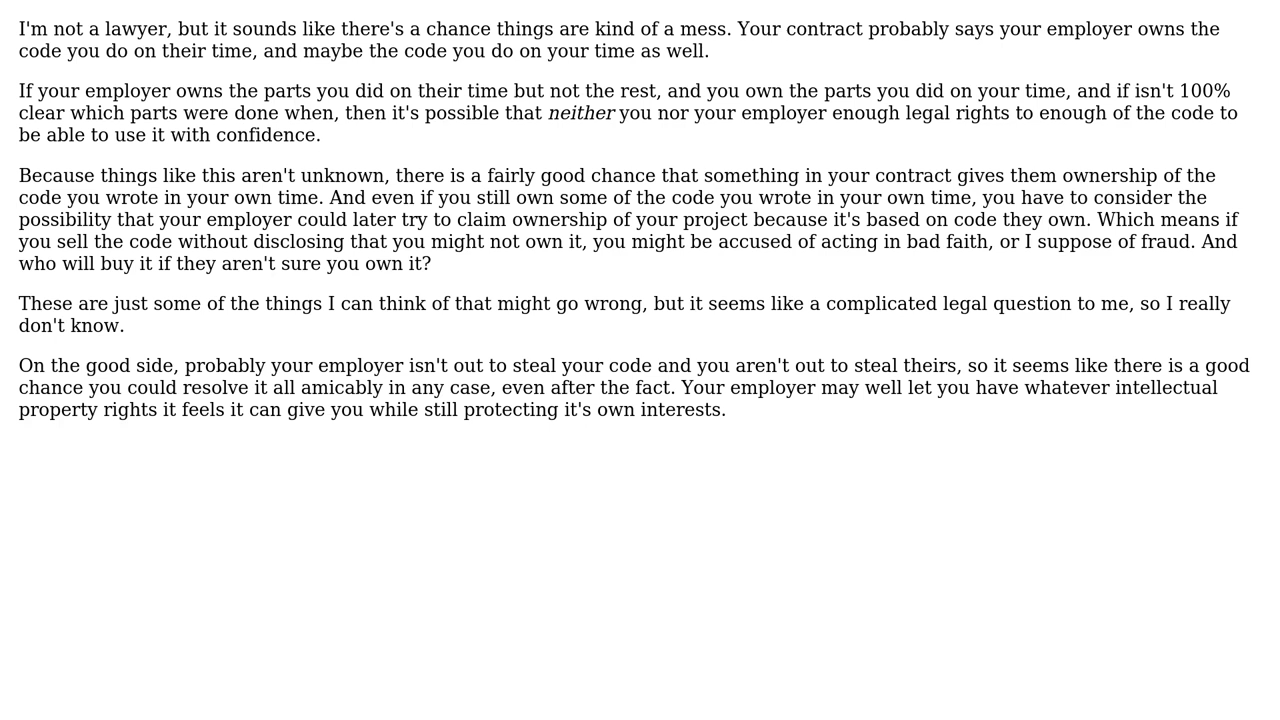 I'm not a lawyer, but it sounds like there's a chance things are kind of a mess. Your contract probably says your employer owns the
code you do on their time, and maybe the code you do on your time as well.
If your employer owns the parts you did on their time but not the rest, and you own the parts you did on your time, and if isn't 100%
clear which parts were done when, then it's possible that neither you nor your employer enough legal rights to enough of the code to
be able to use it with confidence.
Because things like this aren't unknown, there is a fairly good chance that something in your contract gives them ownership of the
code you wrote in your own time. And even if you still own some of the code you wrote in your own time, you have to consider the
possibility that your employer could later try to claim ownership of your project because it's based on code they own. Which means if
you sell the code without disclosing that you might not own it, you might be accused of acting in bad faith, or I suppose of fraud. And
who will buy it if they aren't sure you own it?
These are just some of the things I can think of that might go wrong, but it seems like a complicated legal question to me, so I really
don't know.
On the good side, probably your employer isn't out to steal your code and you aren't out to steal theirs, so it seems like there is a good
chance you could resolve it all amicably in any case, even after the fact. Your employer may well let you have whatever intellectual
property rights it feels it can give you while still protecting it's own interests.